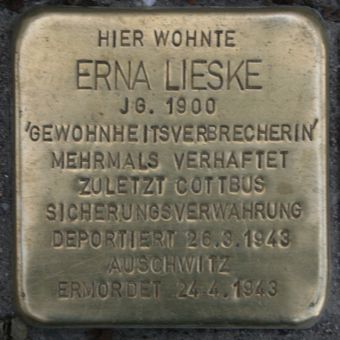 HIER WOHNTE
ERNA LIESKE
JG. 1900
'GEWOHNHEITSVERBRECHERIN'
MEHRMALS VERHAFTET
ZULETZT COTTBUS
SICHERUNGSVERWAHRUNG
DEPORTIERT 26.3.1943
AUSCHWITZ
ERMORDET 24.4.1943